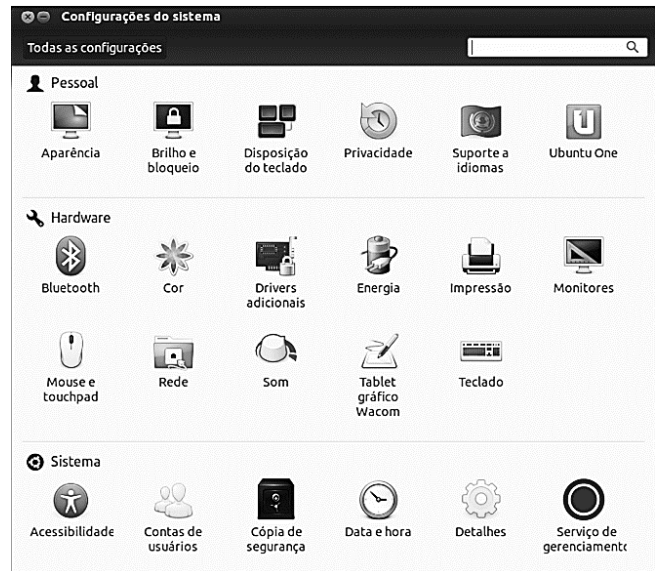 Configurações do sistema
Todas as configurações
Pessoal
Aparência
Brilho e
bloqueio
Disposição
do teclado
Privacidade
Suporte a
idiomas
Ubuntu One
Hardware
Bluetooth
Cor
Drivers
adicionais
Energia
Impressão
Monitores
Mouse e
touchpad
Rede
Som
Tablet
gráfico
Wacom
Teclado
Sistema
Acessibilidade
Contas de
usuários
Cópia de
segurança
Data e hora
Detalhes
Serviço de
gerenciamento